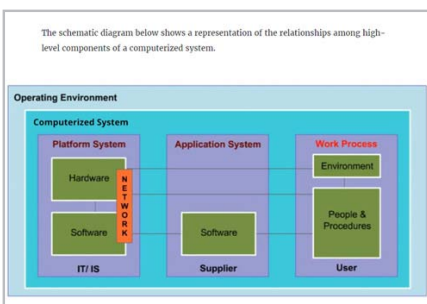 The schematic diagram below shows a representation of the relationships among high-
level components of a computerized system.
Operating Environment
Computerized System
Platform System
Application System
Work Process
Hardware
NETWORK
Environment
Software
Software
People &
Procedures
IT/ IS
Supplier
User